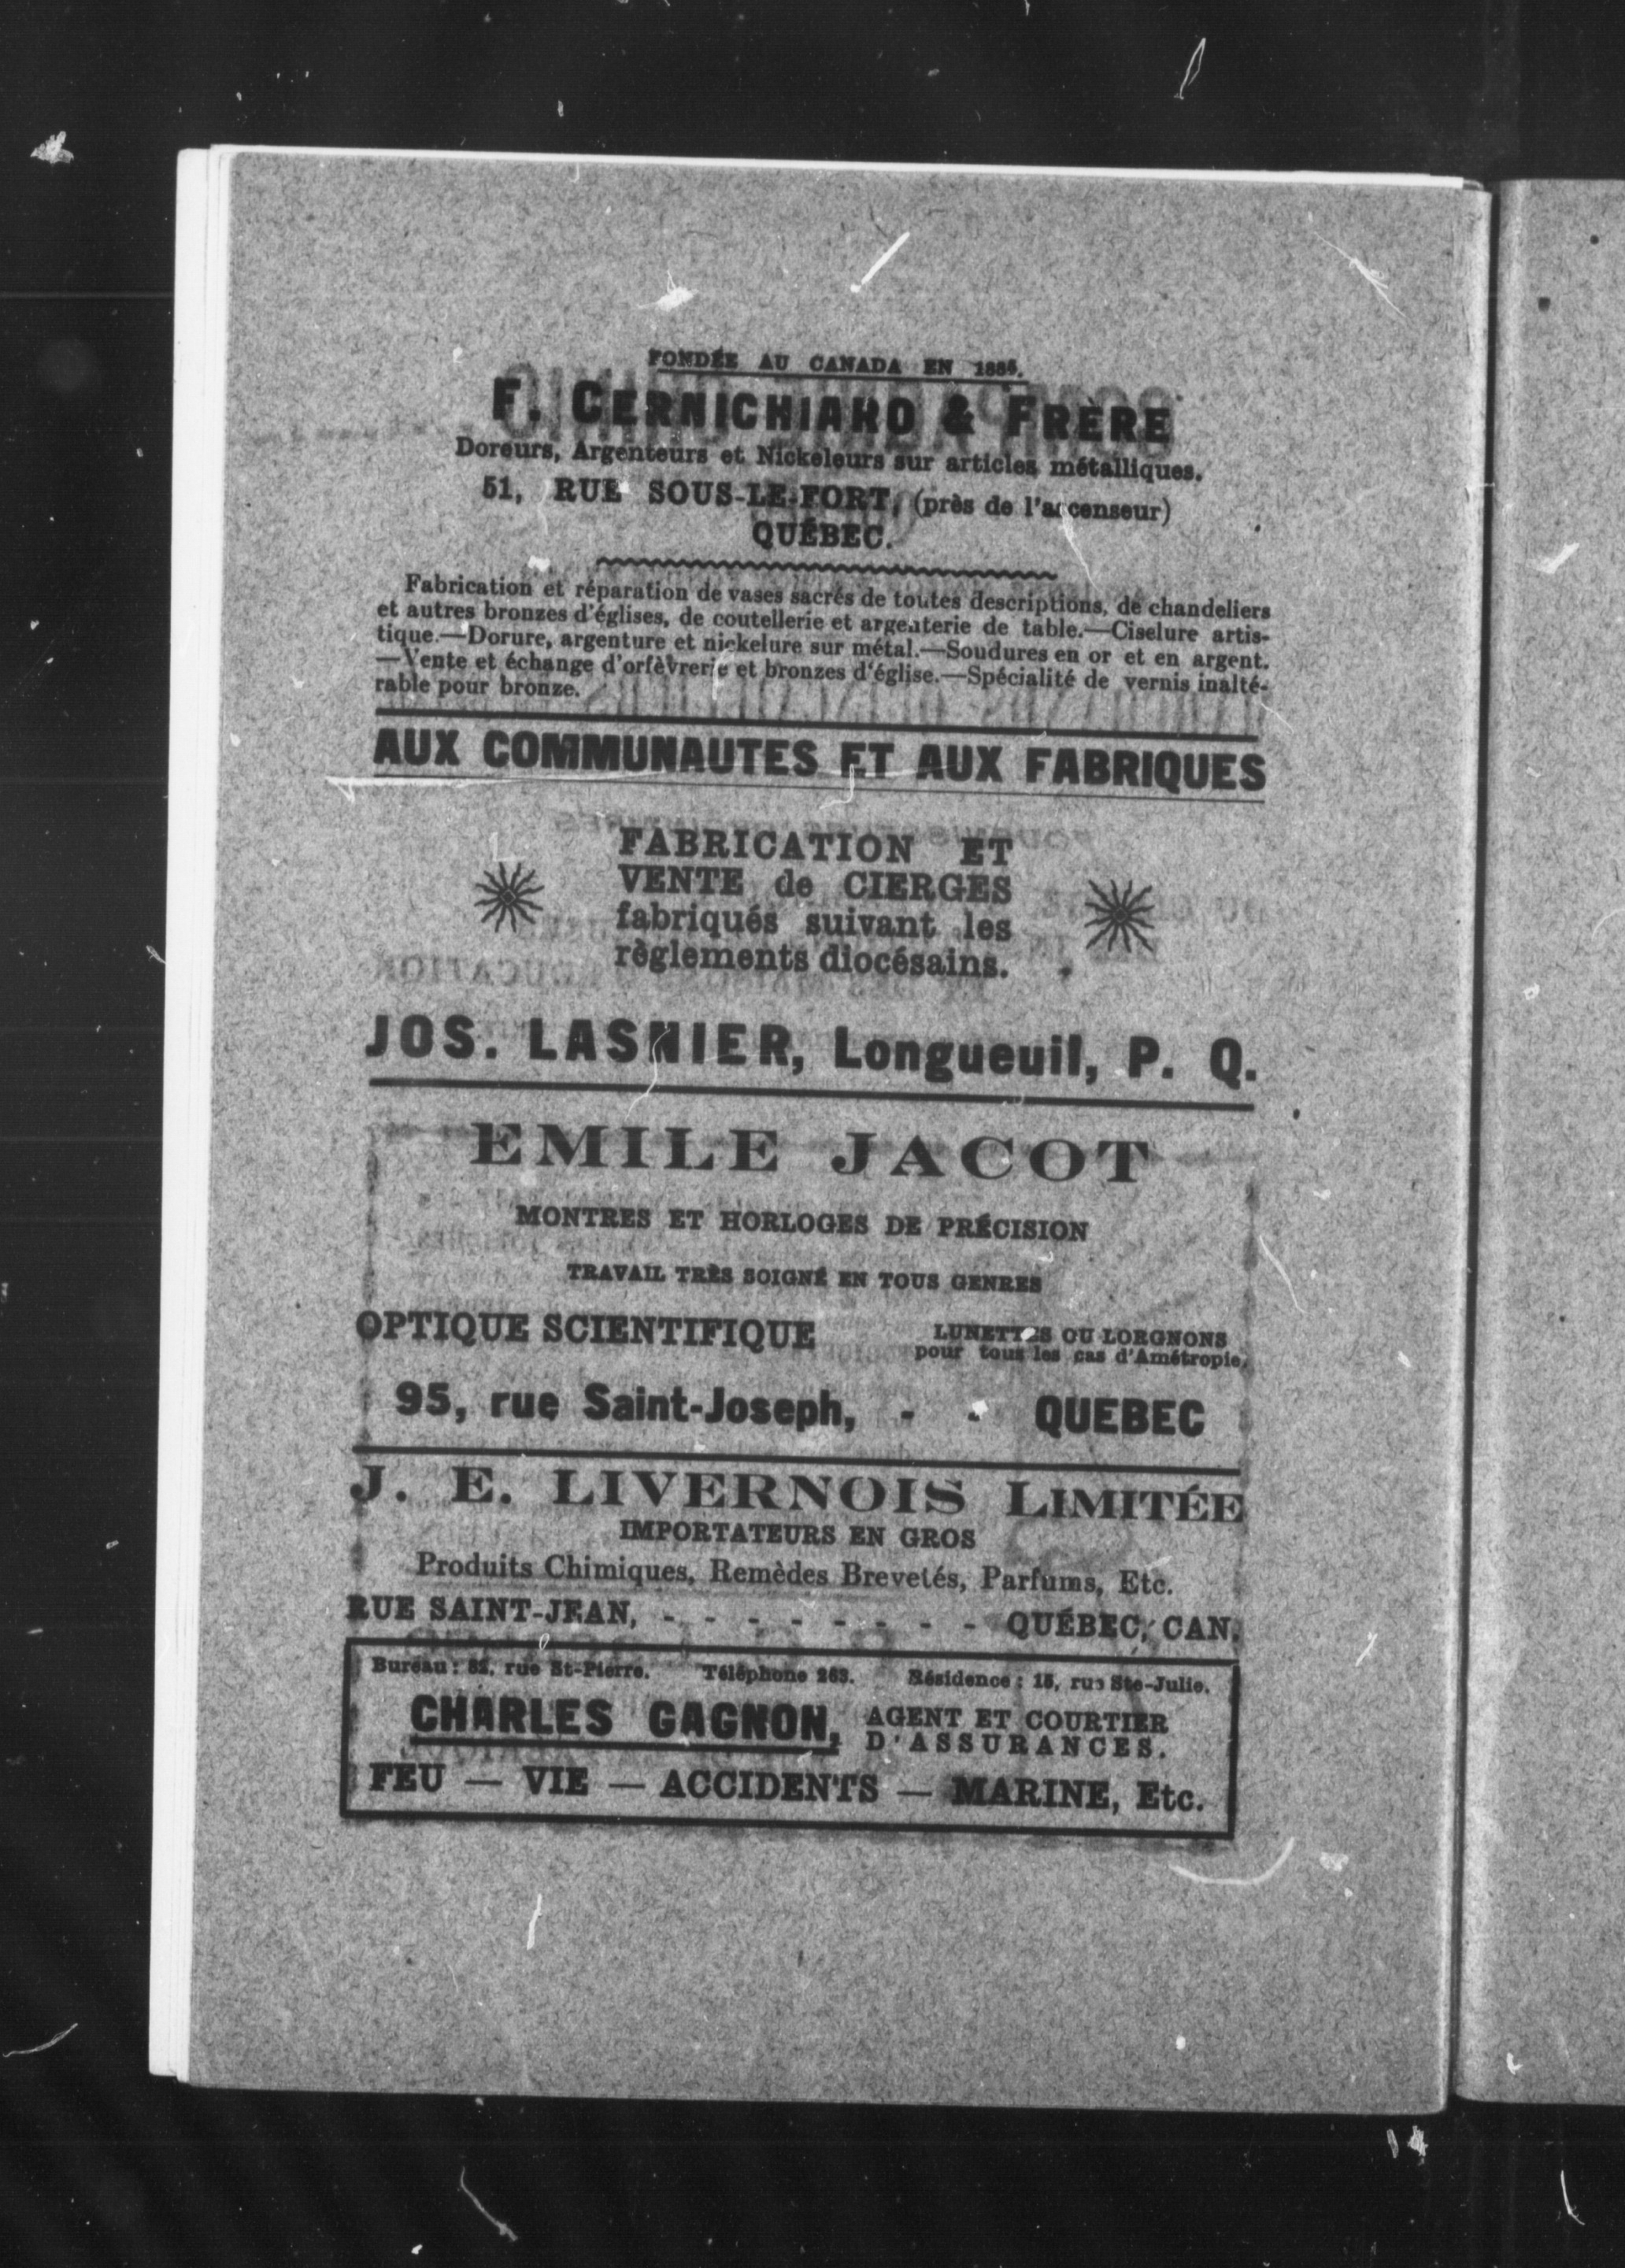 FONDÉE AU CANADA EN
F. CERNICHIARO & FRÈRE
Doreurs, Argenteurs et Nickeleurs sur articles métalliques.
51, RUE SOUS-LE-FORT, (près de l'accenseur)
QUÉBEC.
Fabrication et réparation de vases sacrés de toutes descriptions, de chandeliers
et autres bronzes d'églises, de coutellerie et argenterie de table.—Ciselure artis-
tique.—Dorure, argenture et nickelure sur métal.—Soudures en or et en argent.
—Vente et échange d'orfèvrerie et bronzes d'église.—Spécialité de vernis inalté-
rable pour bronze.
AUX COMMUNAUTES ET AUX FABRIQUES
FABRICATION ET
VENTE de CIERGES
fabriqués suivant les
règlements diocésains.
JOS. LASNIER, Longueuil, P. Q.
EMILE JACOT
MONTRES ET HORLOGES DE PRÉCISION
TRAVAIL TRÈS SOIGNÉ EN TOUS GENRES
OPTIQUE SCIENTIFIQUE
LUNETTES OU LORGNONS
pour tous les cas d'Amétropie.
95, rue Saint-Joseph, - - QUEBEC
J. E. LIVERNOIS LIMITÉE
IMPORTATEURS EN GROS
Produits Chimiques, Remèdes Brevetés, Parfums, Etc.
RUE SAINT-JEAN, - - - - - - - - QUÉBEC, CAN.
Bureau : 82, rue St-Pierre. Téléphone 263. Résidence : 15, rue Ste-Julie.
CHARLES GAGNON, AGENT ET COURTIER
D'ASSURANCES.
FEU — VIE — ACCIDENTS — MARINE, Etc.